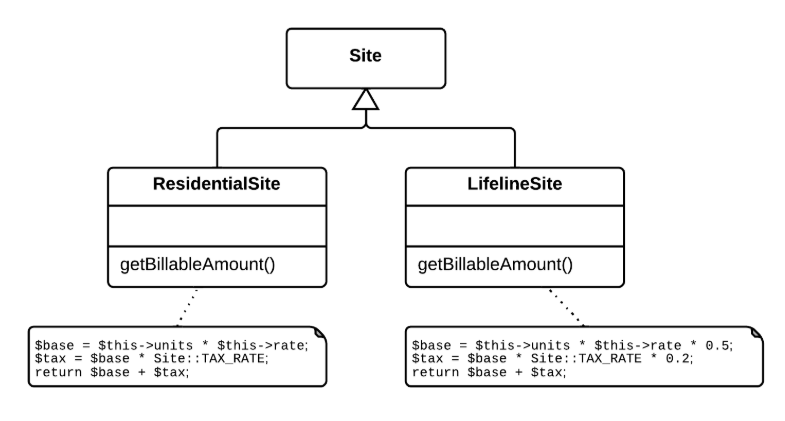 Site
ResidentialSite
LifelineSite
getBillableAmount()
getBillableAmount()
$base = $this->units * $this->rate;
$tax = $base * Site::TAX_RATE;
return $base + $tax;
$base = $this->units * $this->rate * 0.5;
$tax = $base * Site::TAX_RATE * 0.2;
return $base + $tax;